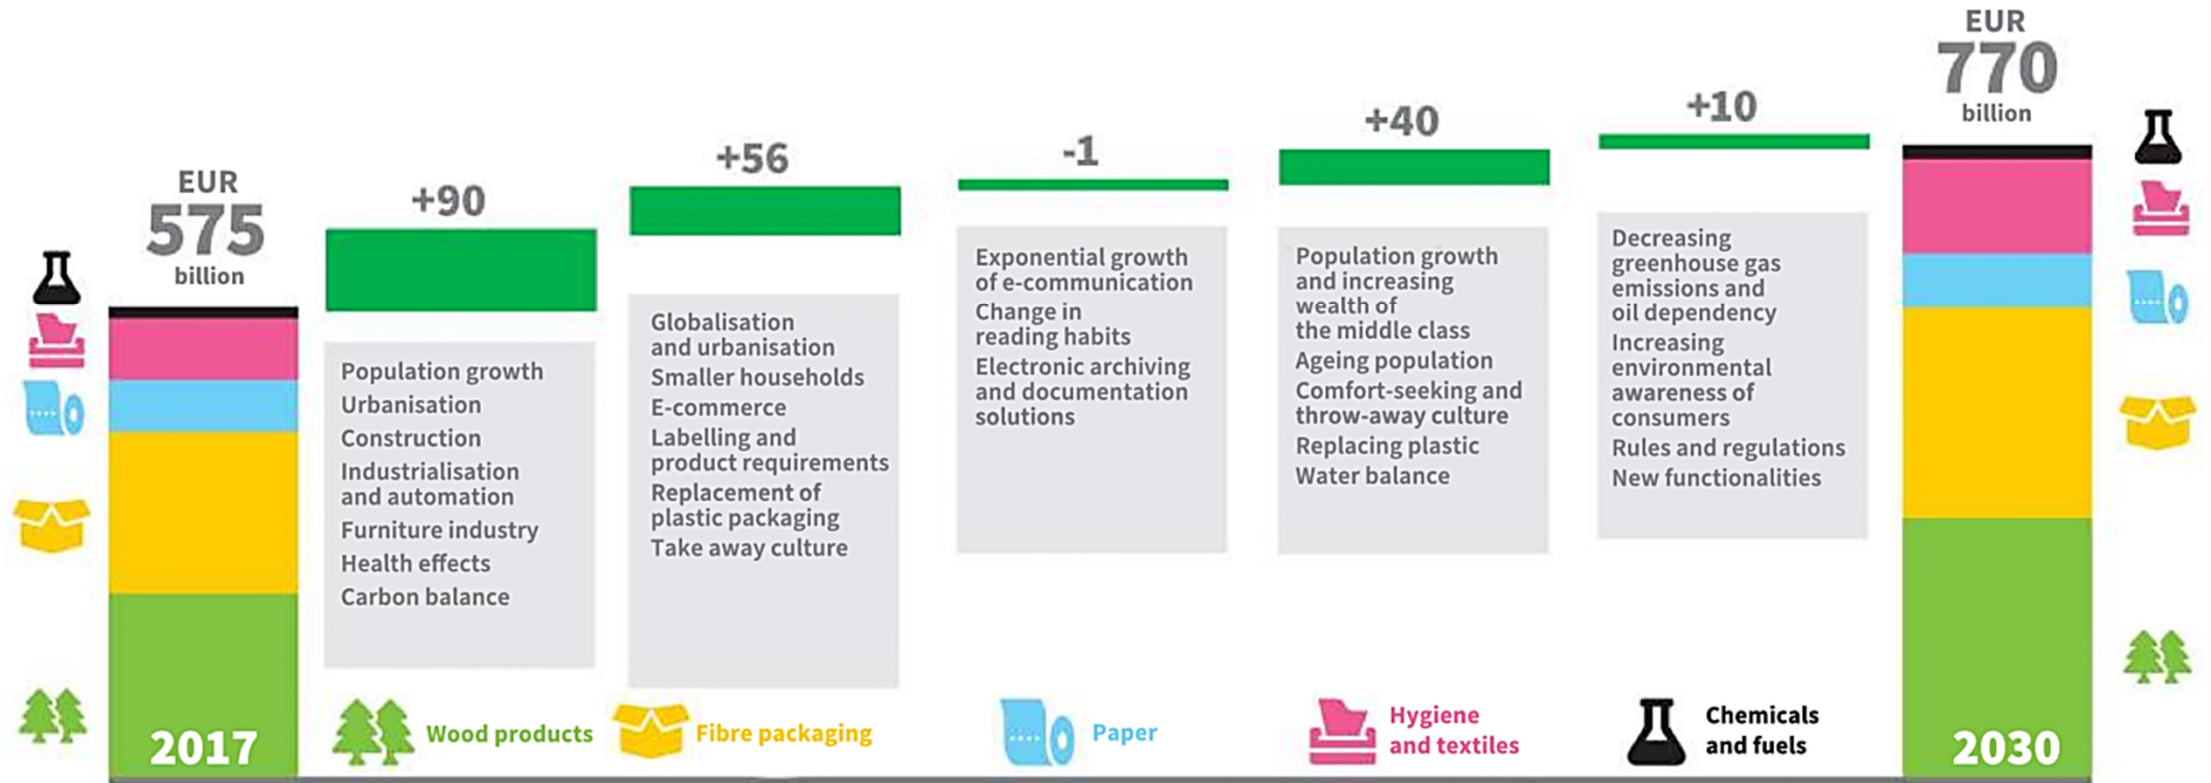 EUR
575
billion
2017
+90
Population growth
Urbanisation
Construction
Industrialisation
and automation
Furniture industry
Health effects
Carbon balance
Wood products
+56
Globalisation
and urbanisation
Smaller households
E-commerce
Labelling and
product requirements
Replacement of
plastic packaging
Take away culture
Fibre packaging
-1
Exponential growth
of e-communication
Change in
reading habits
Electronic archiving
and documentation
solutions
Paper
+40
Population growth
and increasing
wealth of
the middle class
Ageing population
Comfort-seeking and
throw-away culture
Replacing plastic
Water balance
Hygiene
and textiles
+10
Decreasing
greenhouse gas
emissions and
oil dependency
Increasing
environmental
awareness of
consumers
Rules and regulations
New functionalities
Chemicals
and fuels
EUR
770
billion
2030